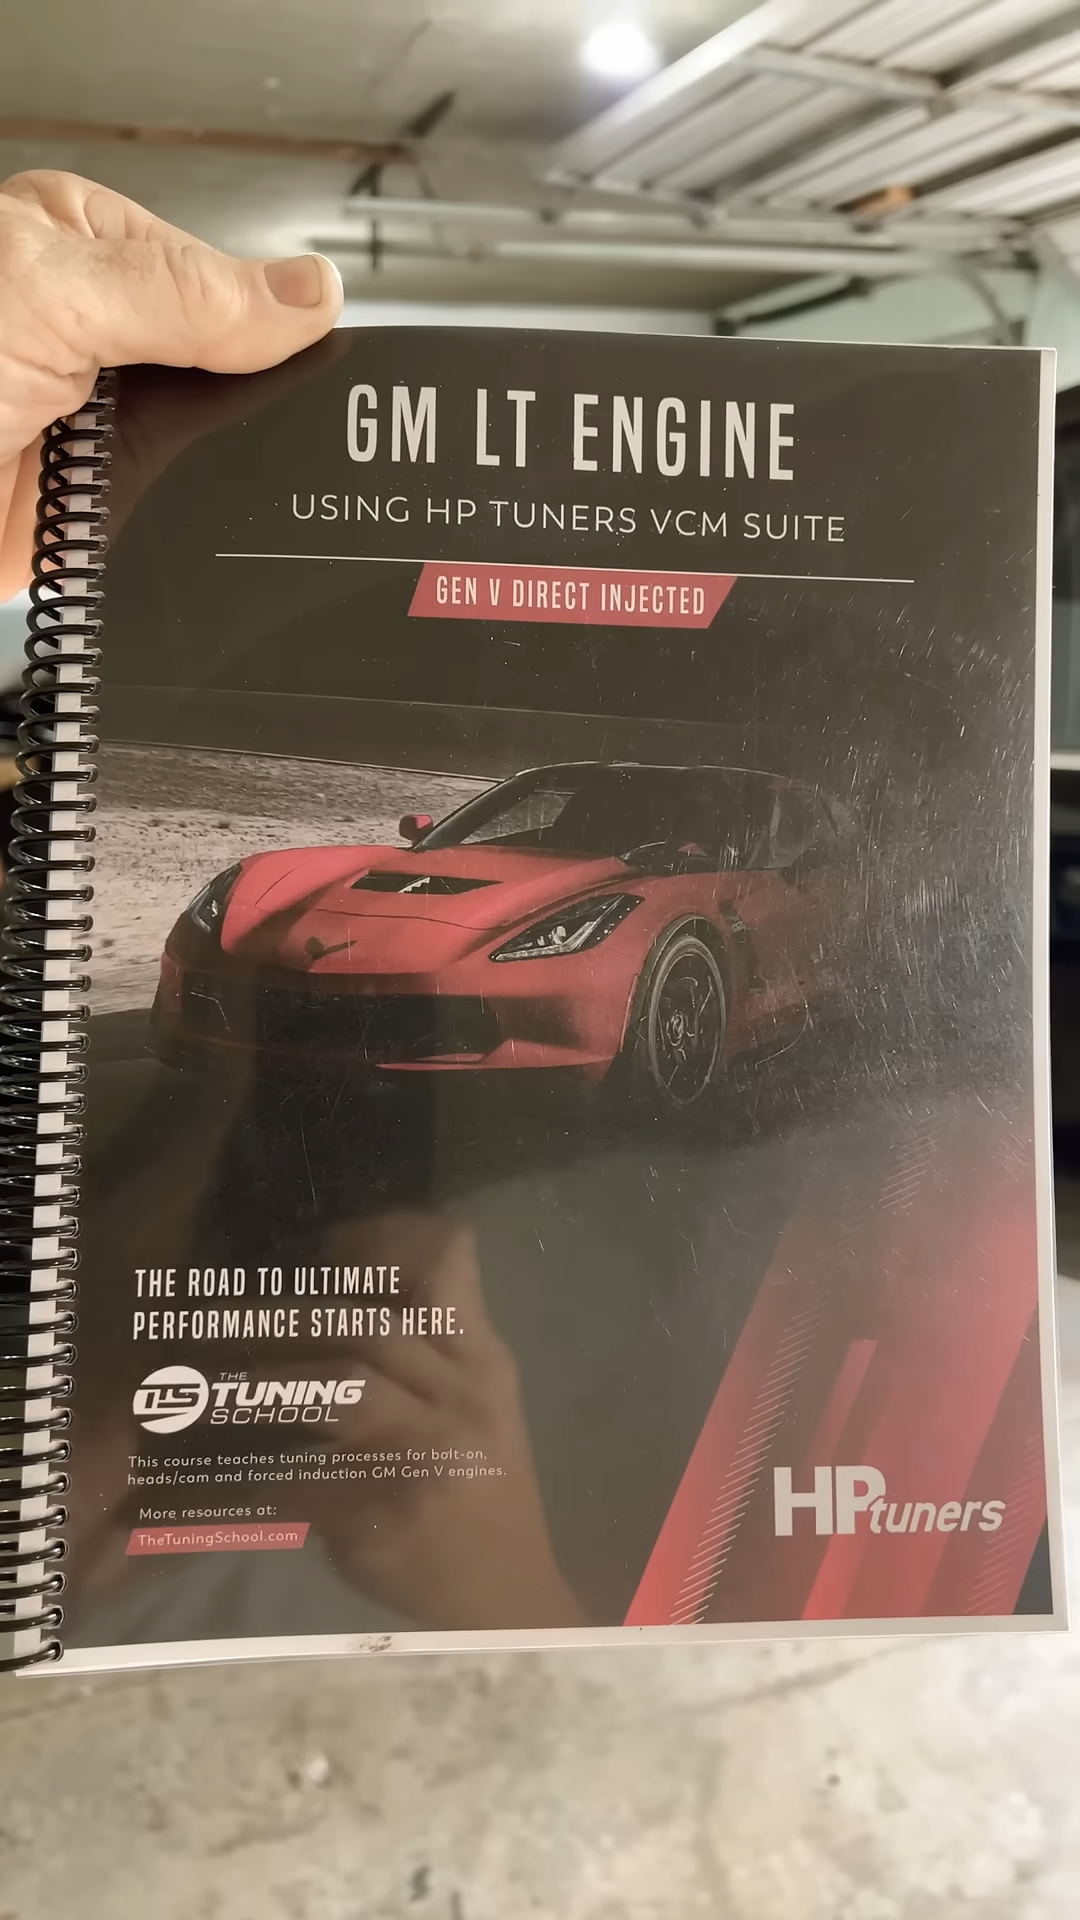 GM LT ENGINE
USING HP TUNERS VCM SUITE
GEN V DIRECT INJECTED
THE ROAD TO ULTIMATE
PERFORMANCE STARTS HERE.
TTS
THE
TUNING
SCHOOL
This course teaches tuning processes for bolt-on,
heads/cam and forced induction GM Gen V engines.
More resources at:
TheTuningSchool.com
HPtuners